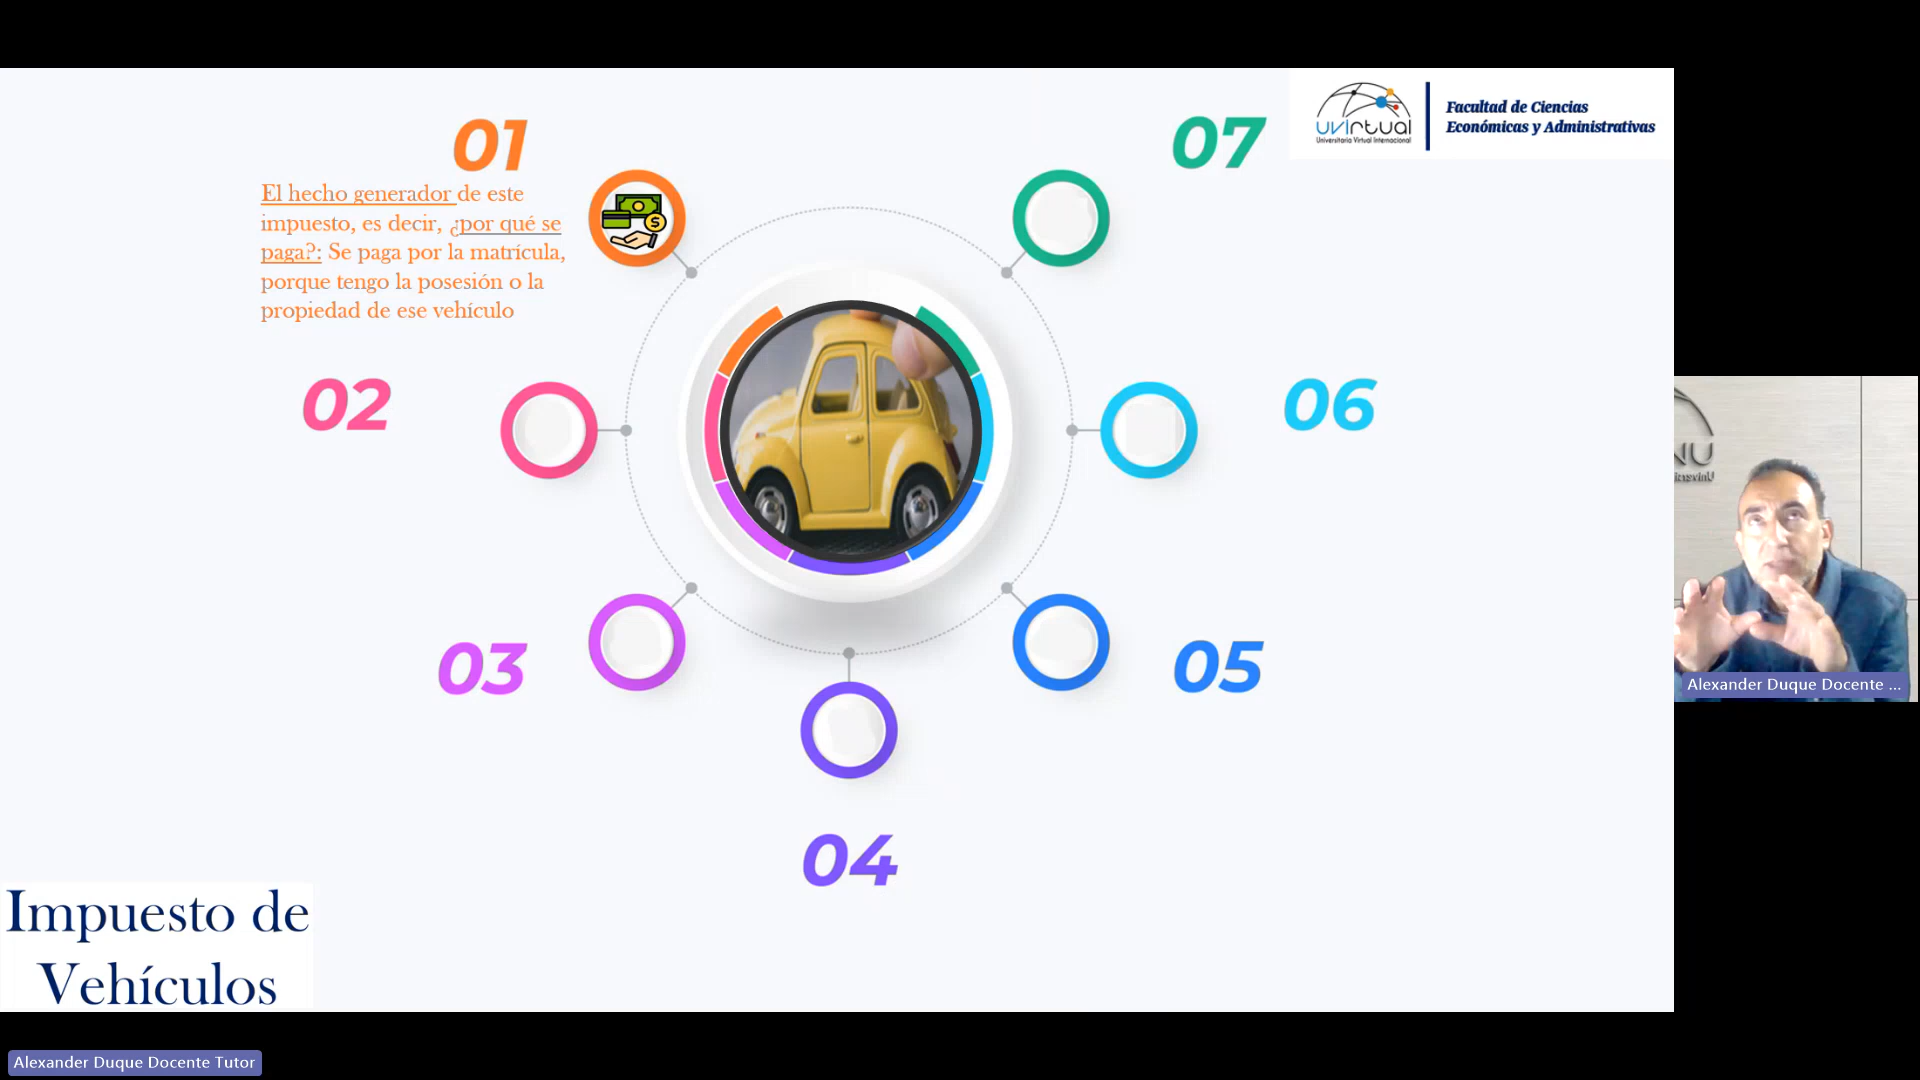 01
El hecho generador de este
impuesto, es decir, ¿por qué se
paga?: Se paga por la matrícula,
porque tengo la posesión o la
propiedad de ese vehículo
02
03
04
05
06
07
uvirtual
Universitaria Virtual Internacional
Facultad de Ciencias
Económicas y Administrativas
Impuesto de
Vehículos
Alexander Duque Docente ...
Alexander Duque Docente Tutor